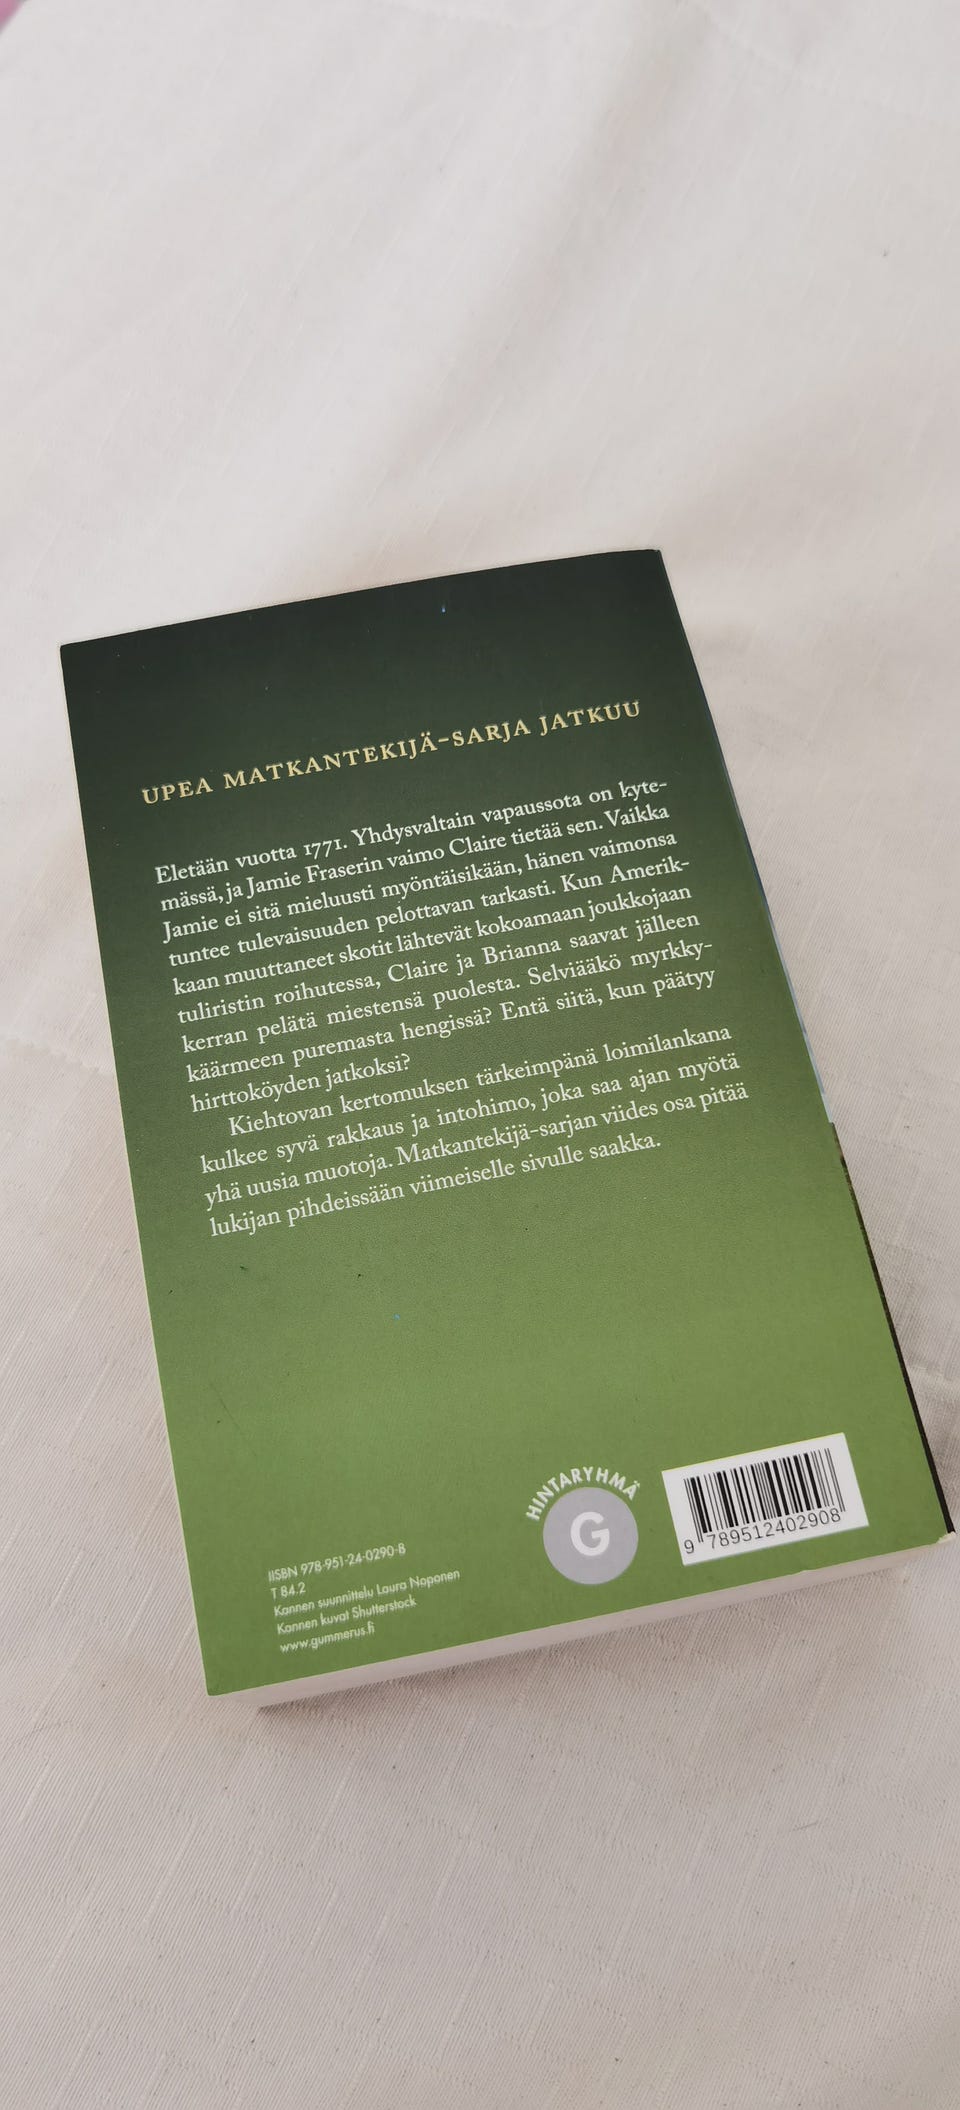 UPEA MATKANTEKIJÄ-SARJA JATKUU
Eletään vuotta 1771. Yhdysvaltain vapaussota on kyte-
mässä, ja Jamie Fraserin vaimo Claire tietää sen. Vaikka
Jamie ei sitä mieluusti myöntäisikään, hänen vaimonsa
tuntee tulevaisuuden pelottavan tarkasti. Kun Amerik-
kaan muuttaneet skotit lähtevät kokoamaan joukkojaan
tuliristin roihutessa, Claire ja Brianna saavat jälleen
kerran pelätä miestensä puolesta. Selviääkö myrkky-
käärmeen puremasta hengissä? Entä siitä, kun päätyy
hirttoköyden jatkoksi?
Kiehtovan kertomuksen tärkeimpänä loimilankana
kulkee syvä rakkaus ja intohimo, joka saa ajan myötä
yhä uusia muotoja. Matkantekijä-sarjan viides osa pitää
lukijan pihdeissään viimeiselle sivulle saakka.
HINTARYHMÄ
G
9 789512402908
IISBN 978-951-24-0290-8
T 84.2
Kannen suunnittelu Laura Noponen
Kannen kuvat Shutterstock
www.gummerus.fi